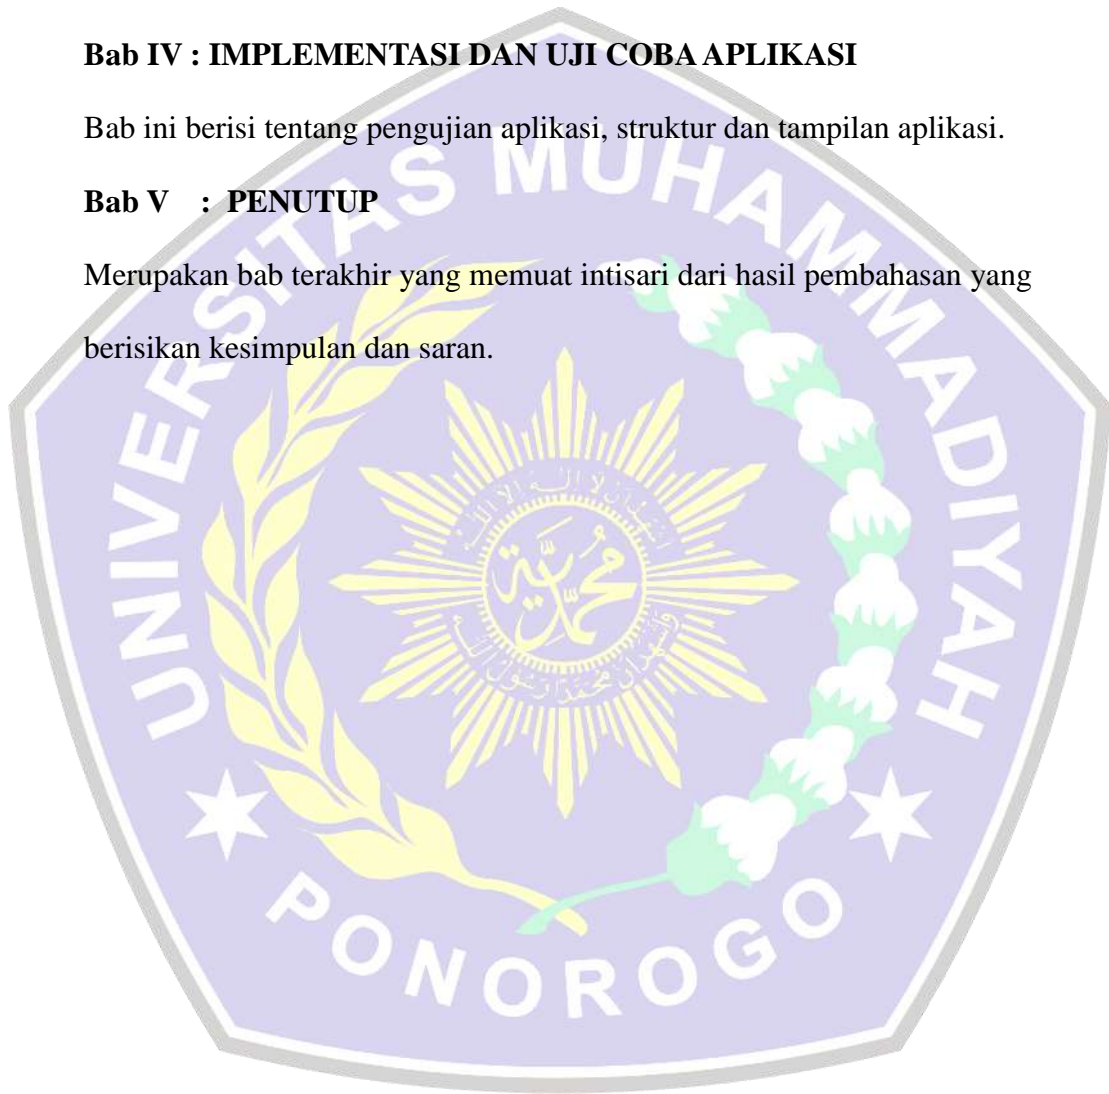 Bab IV : IMPLEMENTASI DAN UJI COBA APLIKASI
Bab ini berisi tentang pengujian aplikasi, struktur dan tampilan aplikasi.
Bab V : PENUTUP
Merupakan bab terakhir yang memuat intisari dari hasil pembahasan yang
berisikan kesimpulan dan saran.
UNIVERSITAS MUHAMMADIYAH
PONOROGO
محمدية